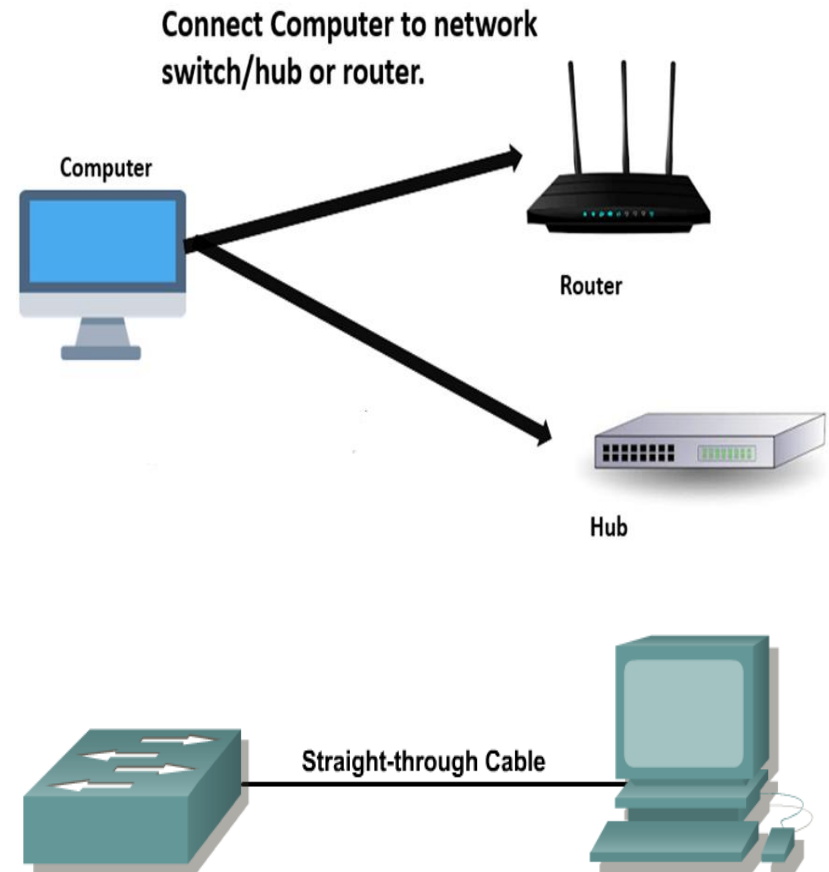 Connect Computer to network
switch/hub or router.
Computer
Router
Hub
Straight-through Cable